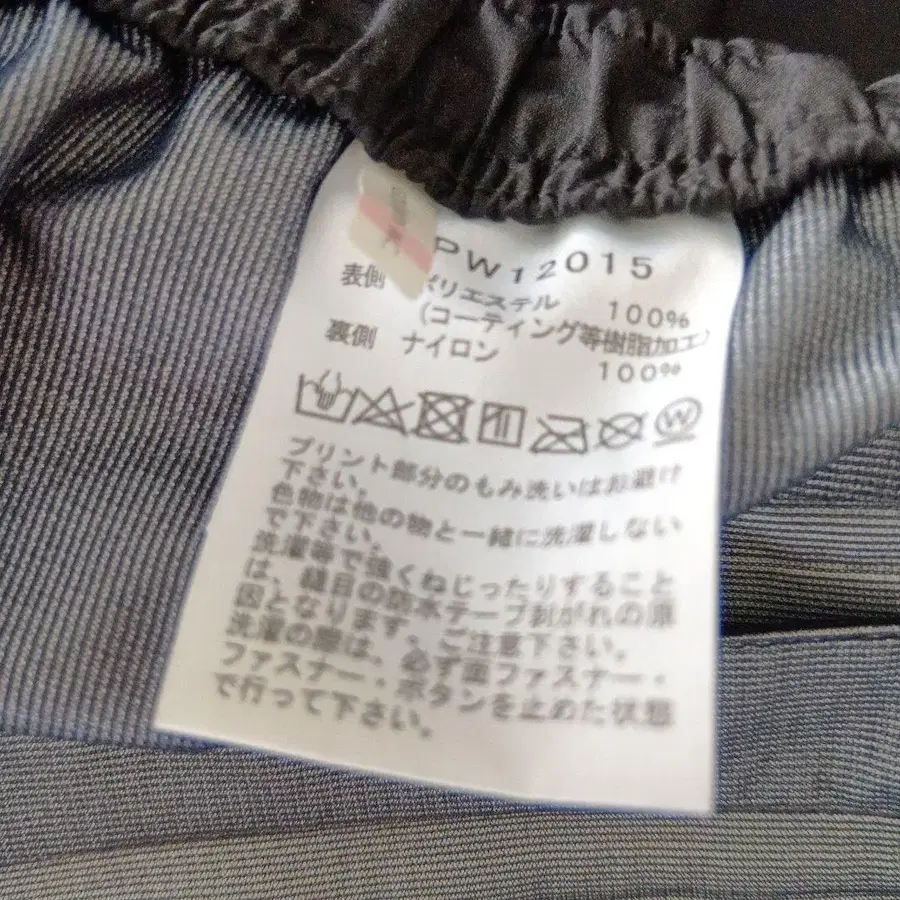 PW12015
表側 ポリエステル 100%
(コーティング等樹脂加工)
裏側 ナイロン 100%
W
プリント部分のもみ洗いはお避け
下さい。
色物は他の物と一緒に洗濯しない
で下さい。
洗濯等で強くねじったりすること
は、縫目の防水テープ剥がれの原
因となります。ご注意下さい。
洗濯の際は、必ず面ファスナー・
ファスナー・ボタンを止めた状態
で行って下さい。